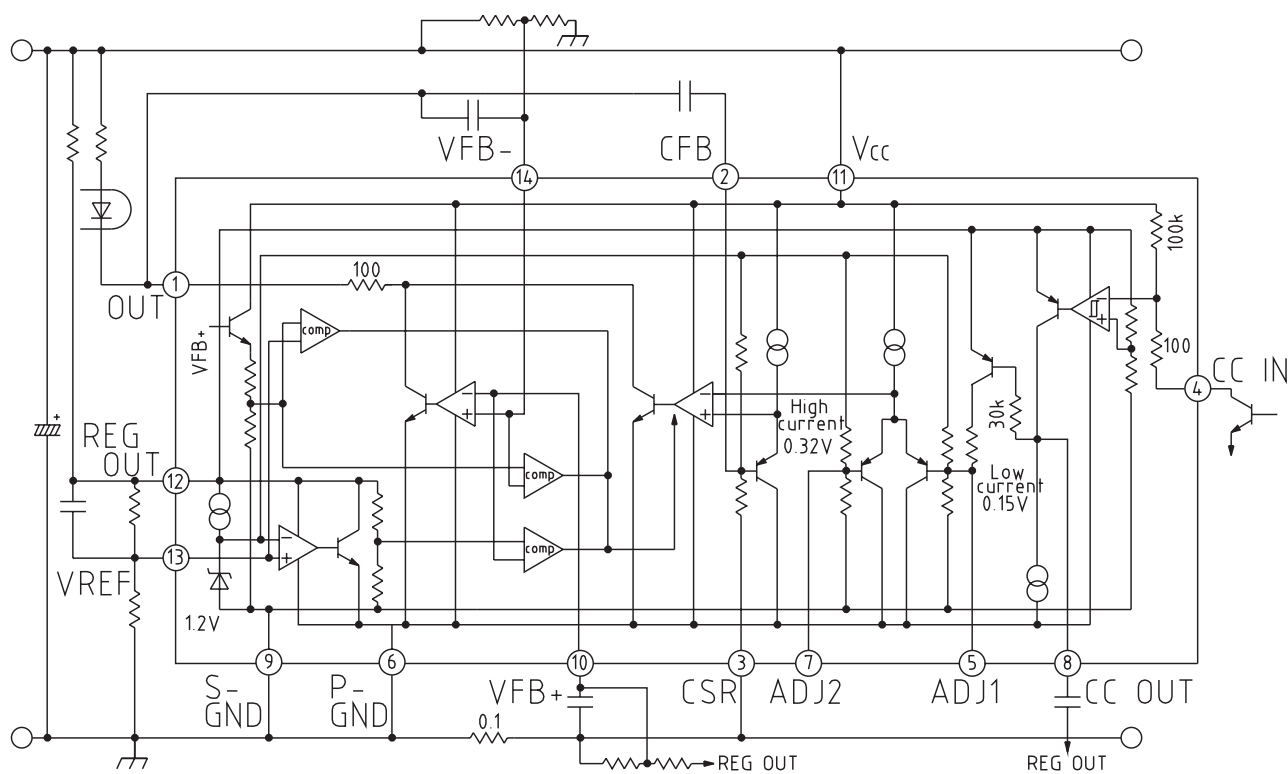 VFB-
CFB
Vcc
14
2
11
100k
1
100
OUT
VFB+
comp
100
4
CC IN
High
current
0.32V
30k
REG
OUT
Low
current
0.15V
12
comp
13
comp
VREF
1.2V
9
6
10
3
7
5
8
S-
GND
P-
GND
VFB+
CSR
ADJ2
ADJ1
CC OUT
0.1
REG OUT
REG OUT
+
+
-
+
-
+
-
+
-
+